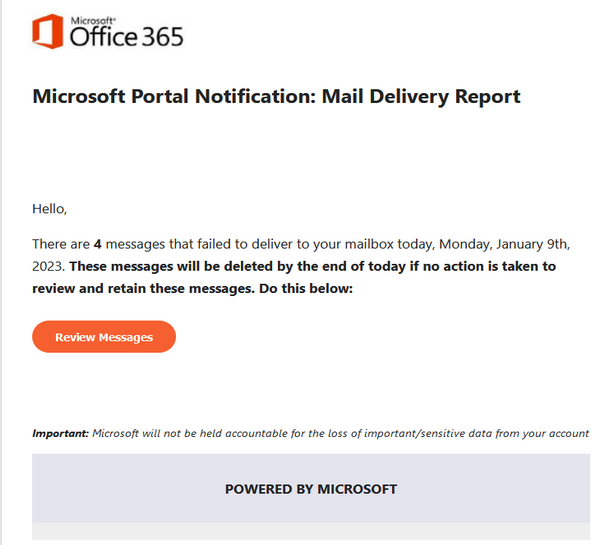 Microsoft®
Office 365
Microsoft Portal Notification: Mail Delivery Report
Hello,
There are 4 messages that failed to deliver to your mailbox today, Monday, January 9th,
2023. These messages will be deleted by the end of today if no action is taken to
review and retain these messages. Do this below:
Review Messages
Important: Microsoft will not be held accountable for the loss of important/sensitive data from your account
POWERED BY MICROSOFT